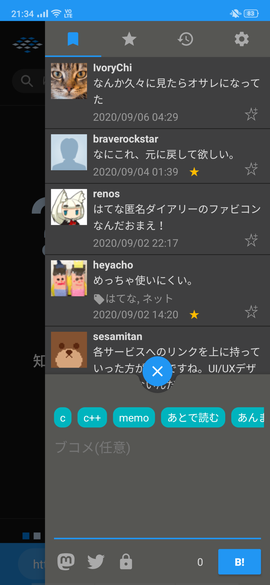 21:34
83
IvoryChi
なんか久々に見たらオサレになって
た
2020/09/06 04:29
braverockstar
なにこれ、元に戻して欲しい。
2020/09/04 01:39
renos
はてな匿名ダイアリーのファビコン
なんだおまえ！
2020/09/02 22:17
heyacho
めっちゃ使いにくい。
はてな, ネット
2020/09/02 14:20
sesamitan
各サービスへのリンクを上に持って
いった方が
ですね。UI/UXデザ
知
c c++ memo あとで読む あんま
ブコメ(任意)
0 B!
htt